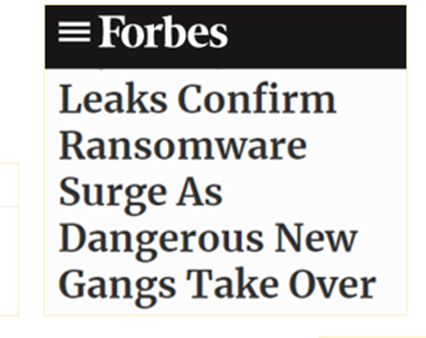 Forbes
Leaks Confirm
Ransomware
Surge As
Dangerous New
Gangs Take Over